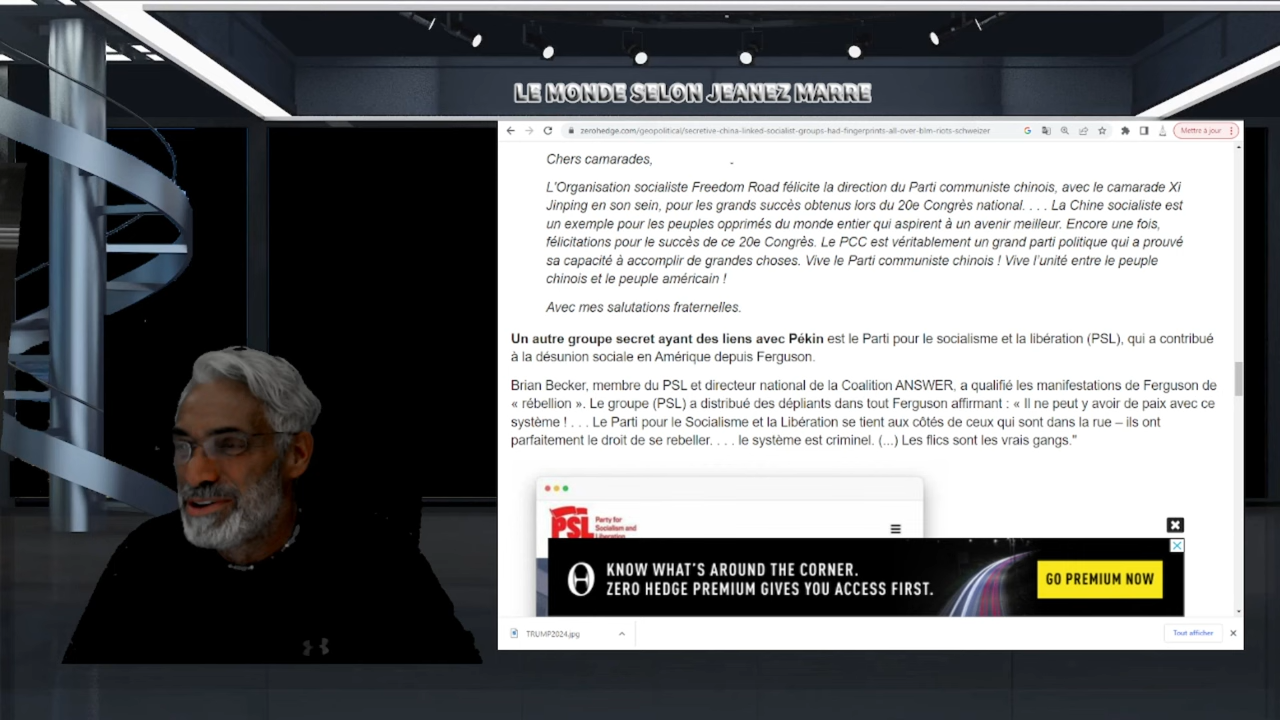 LE MONDE SELON JEANEZ MARRE
zerohedge.com/geopolitical/secretive-china-linked-socialist-groups-had-fingerprints-all-over-blm-riots-schweizer
Mettre à jour
Chers camarades,
L'Organisation socialiste Freedom Road félicite la direction du Parti communiste chinois, avec le camarade Xi
Jinping en son sein, pour les grands succès obtenus lors du 20e Congrès national. . . . La Chine socialiste est
un exemple pour les peuples opprimés du monde entier qui aspirent à un avenir meilleur. Encore une fois,
félicitations pour le succès de ce 20e Congrès. Le PCC est véritablement un grand parti politique qui a prouvé
sa capacité à accomplir de grandes choses. Vive le Parti communiste chinois ! Vive l'unité entre le peuple
chinois et le peuple américain !
Avec mes salutations fraternelles.
Un autre groupe secret ayant des liens avec Pékin est le Parti pour le socialisme et la libération (PSL), qui a contribué
à la désunion sociale en Amérique depuis Ferguson.
Brian Becker, membre du PSL et directeur national de la Coalition ANSWER, a qualifié les manifestations de Ferguson de
« rébellion ». Le groupe (PSL) a distribué des dépliants dans tout Ferguson affirmant : « Il ne peut y avoir de paix avec ce
système ! . . . Le Parti pour le Socialisme et la Libération se tient aux côtés de ceux qui sont dans la rue – ils ont
parfaitement le droit de se rebeller. . . . le système est criminel. (...) Les flics sont les vrais gangs."
PSL
Party for
Socialism and
Liberation
KNOW WHAT'S AROUND THE CORNER.
ZERO HEDGE PREMIUM GIVES YOU ACCESS FIRST.
GO PREMIUM NOW
TRUMP2024.jpg
Tout afficher